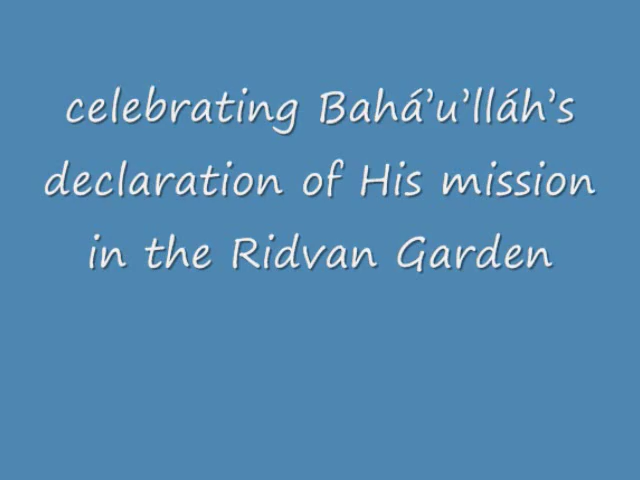 celebrating Bahá’u’lláh’s
declaration of His mission
in the Ridvan Garden